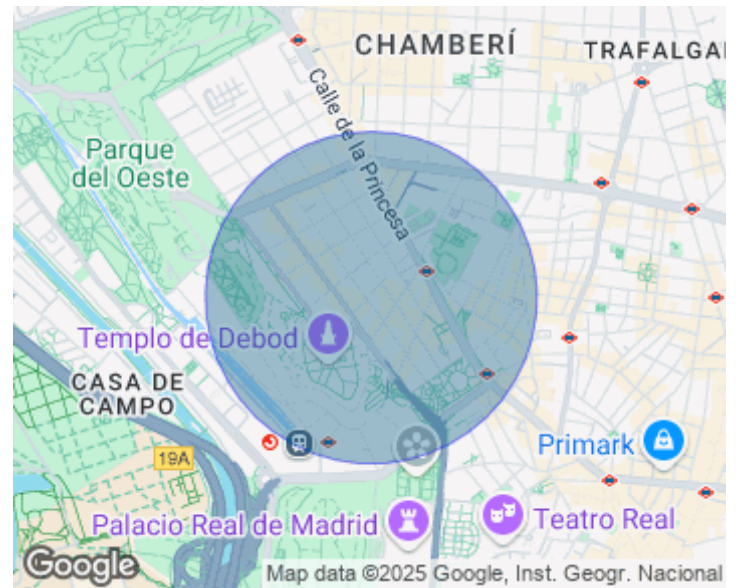 CHAMBERÍ
TRAFALGA
Calle de la Princesa
Parque
del Oeste
Templo de Debod
CASA DE
CAMPO
19A
Primark
Palacio Real de Madrid
Teatro Real
Google
Map data ©2025 Google, Inst. Geogr. Nacional